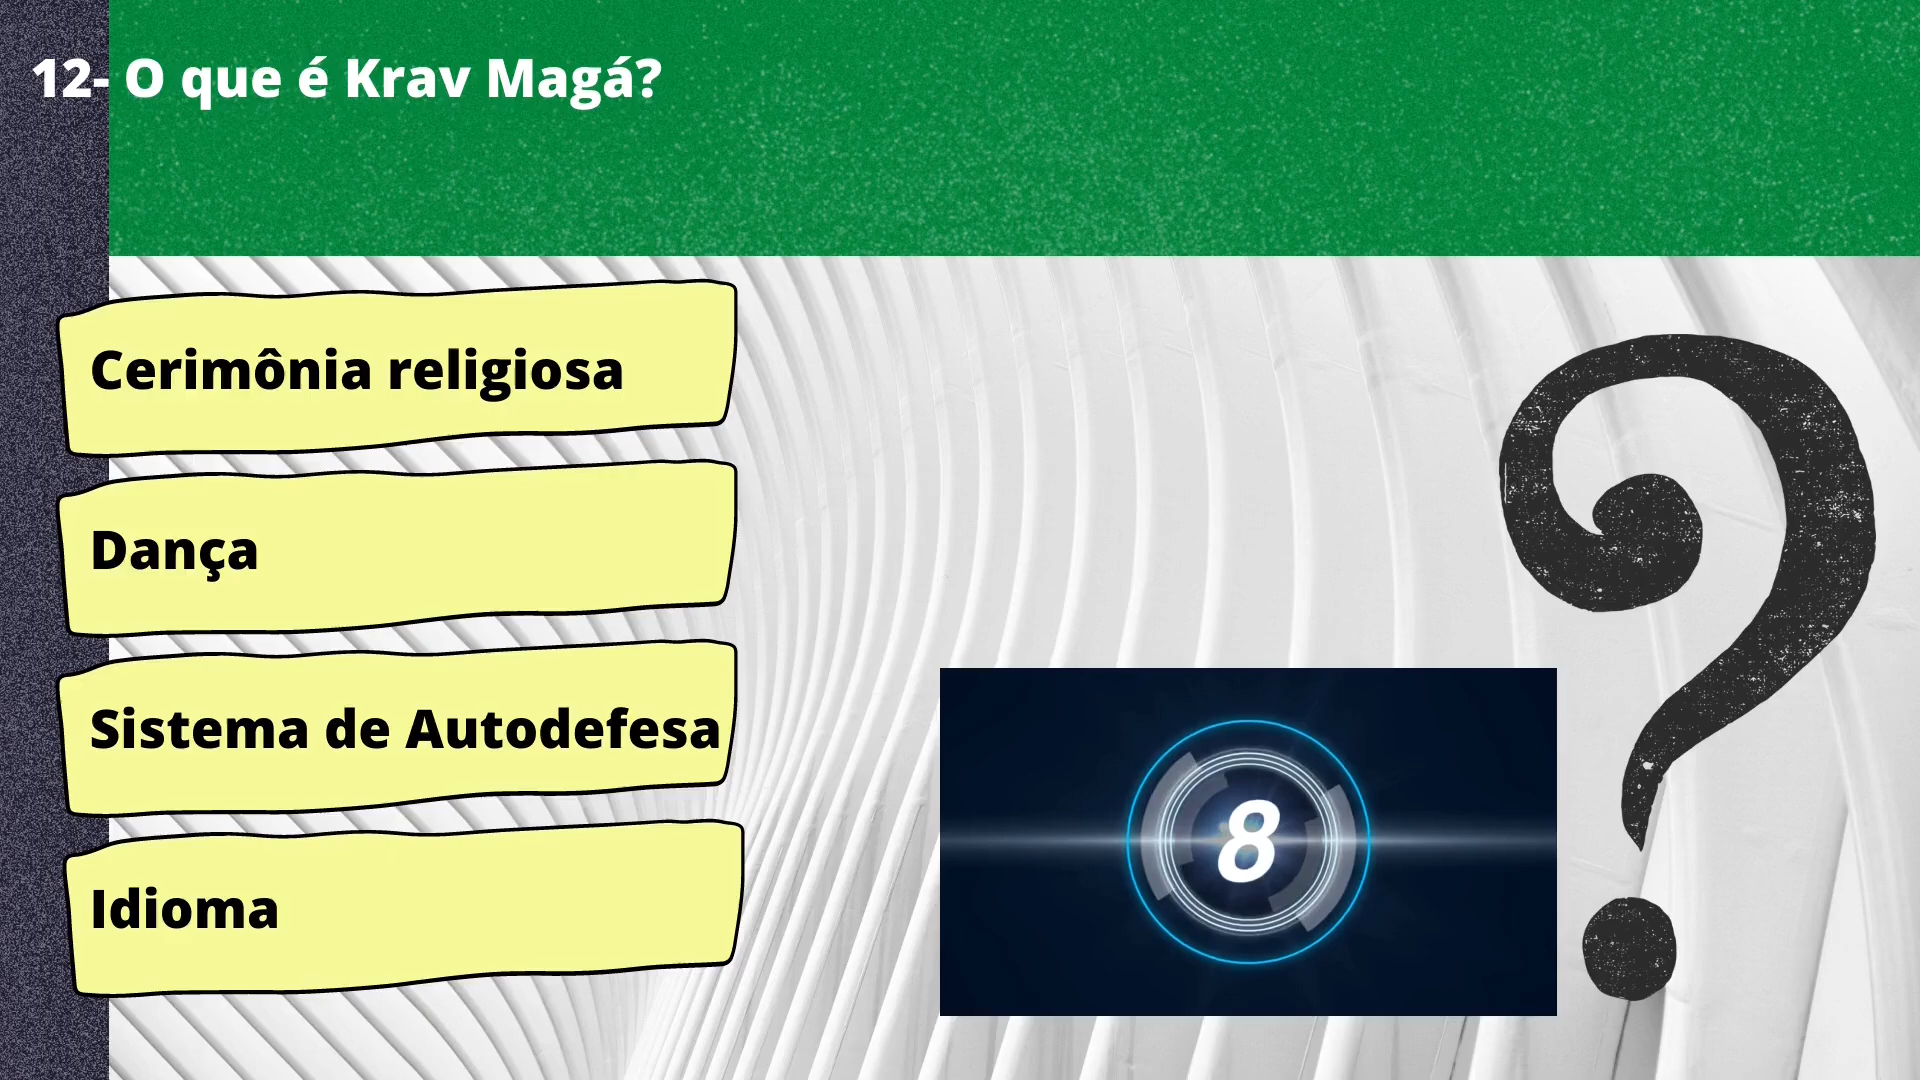 12- O que é Krav Magá?
Cerimônia religiosa
Dança
Sistema de Autodefesa
Idioma
8